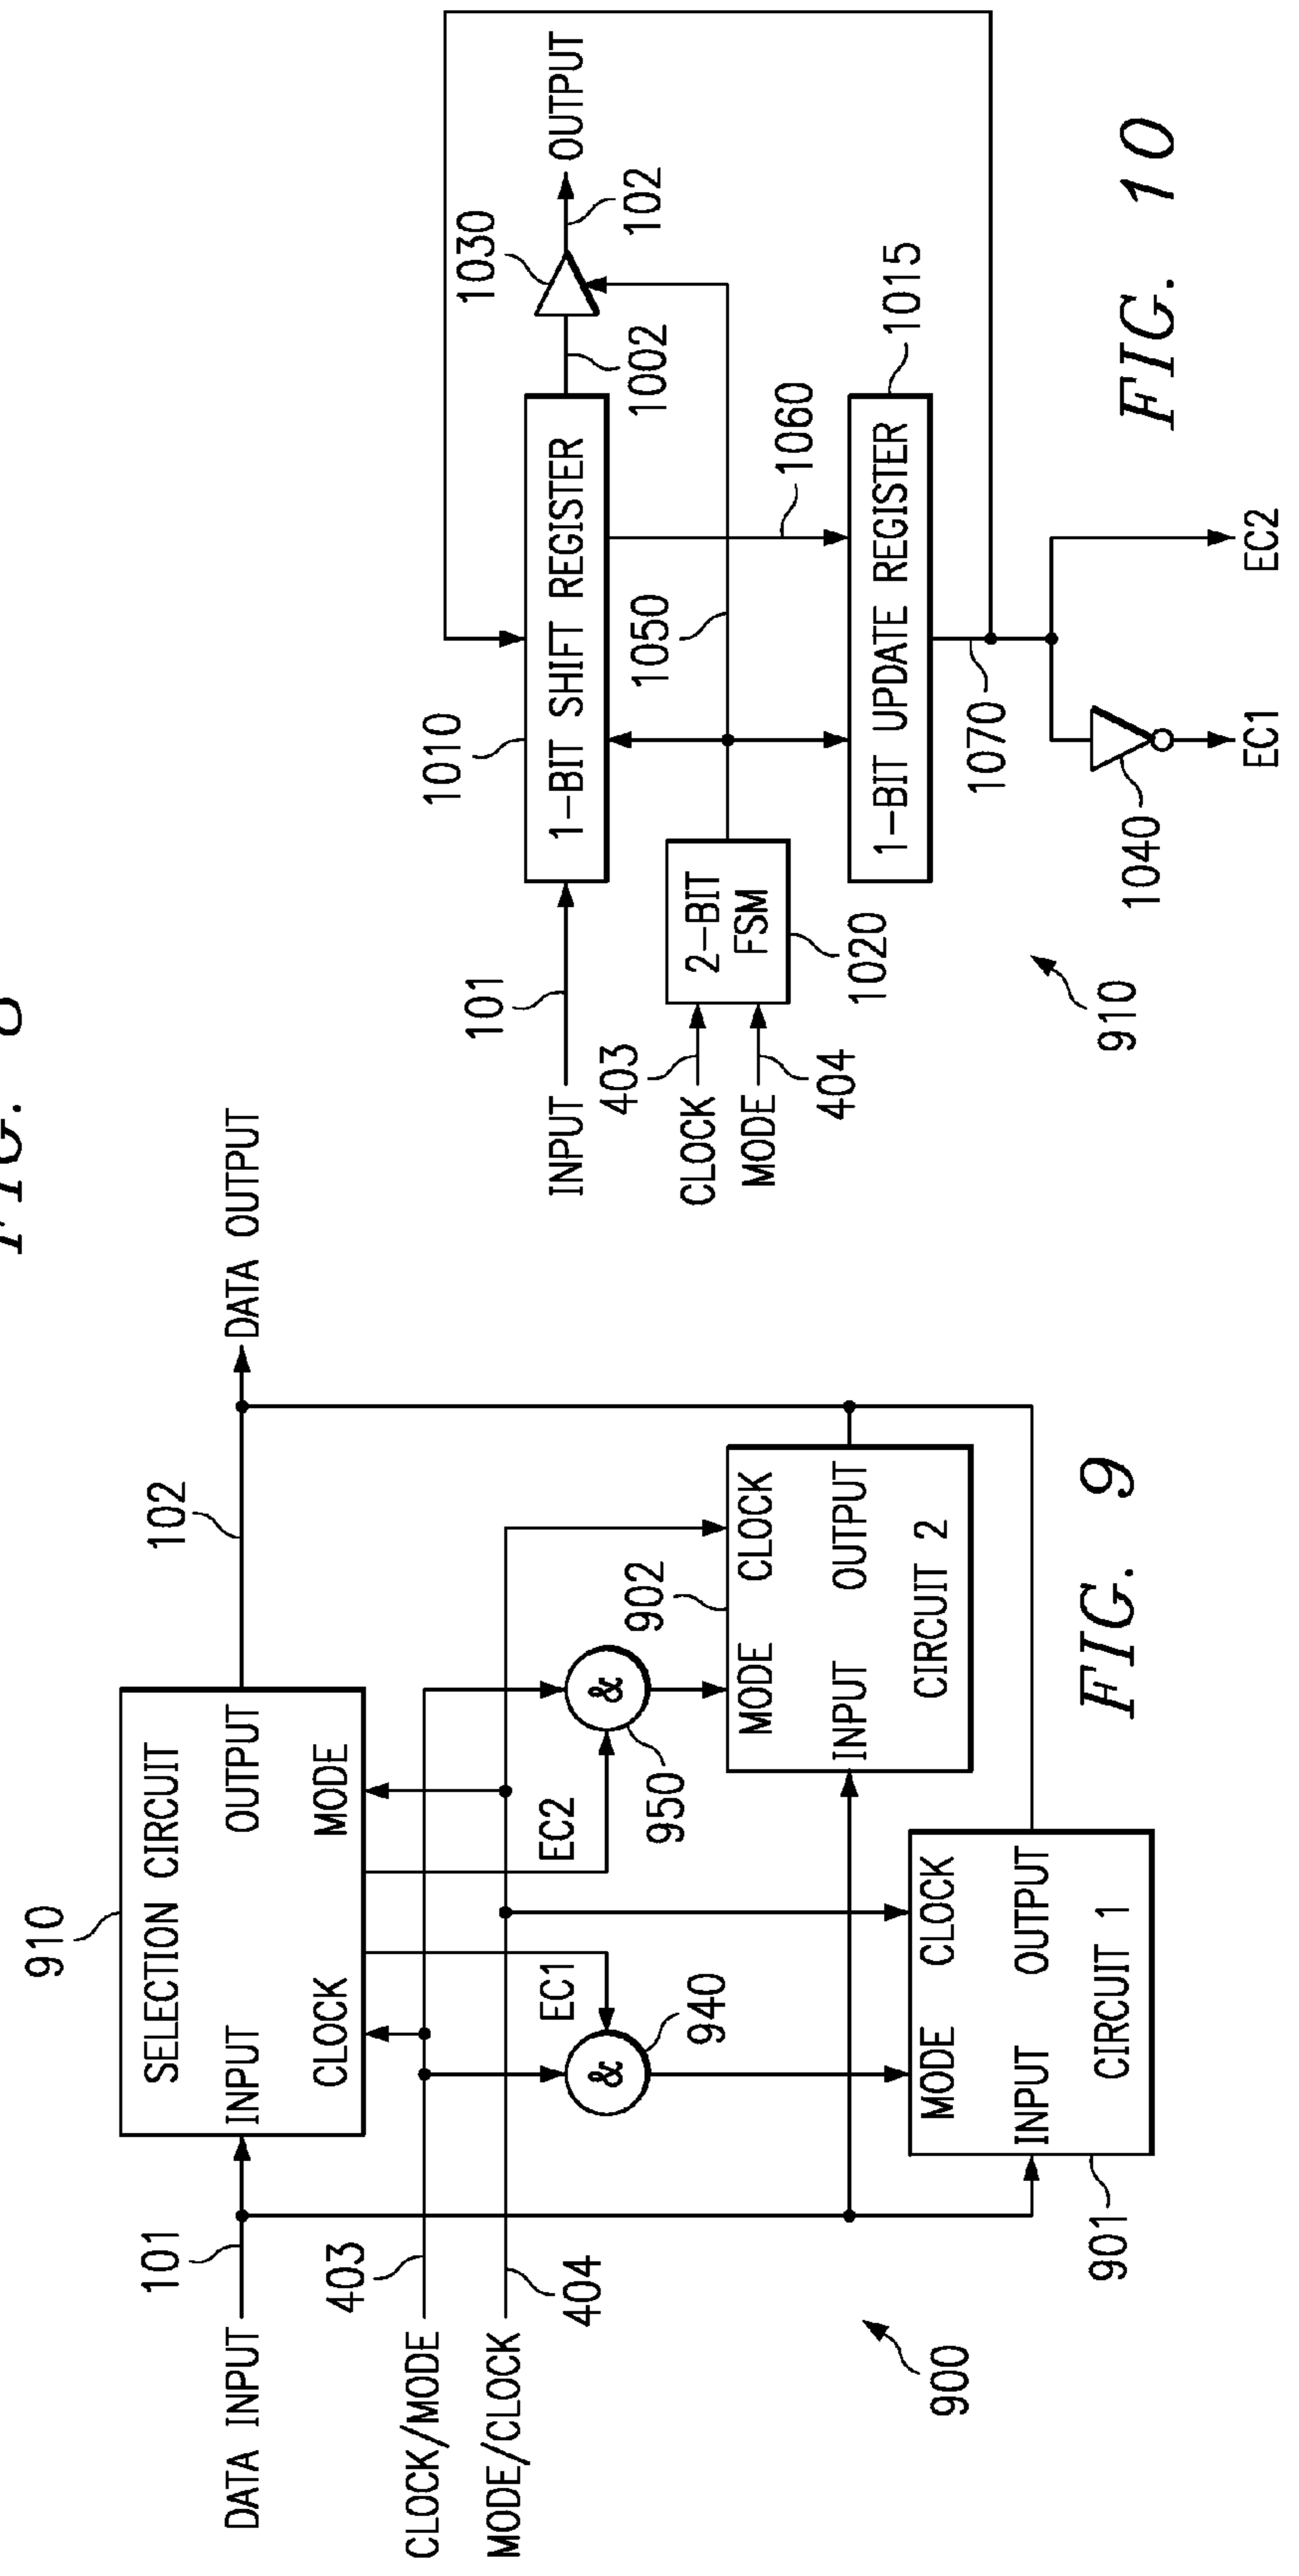 FIG. 8
910
SELECTION CIRCUIT
INPUT
OUTPUT
CLOCK
MODE
DATA INPUT
101
102
DATA OUTPUT
CLOCK/MODE
403
MODE/CLOCK
404
EC1
EC2
&
940
&
950
902
MODE
CLOCK
INPUT
OUTPUT
CIRCUIT 2
MODE
CLOCK
INPUT
OUTPUT
CIRCUIT 1
901
900
FIG. 9
INPUT
101
1010
1-BIT SHIFT REGISTER
1002
1030
102
OUTPUT
CLOCK
403
MODE
404
2-BIT
FSM
1020
1050
1060
1-BIT UPDATE REGISTER
1015
1070
1040
EC1
EC2
910
FIG. 10